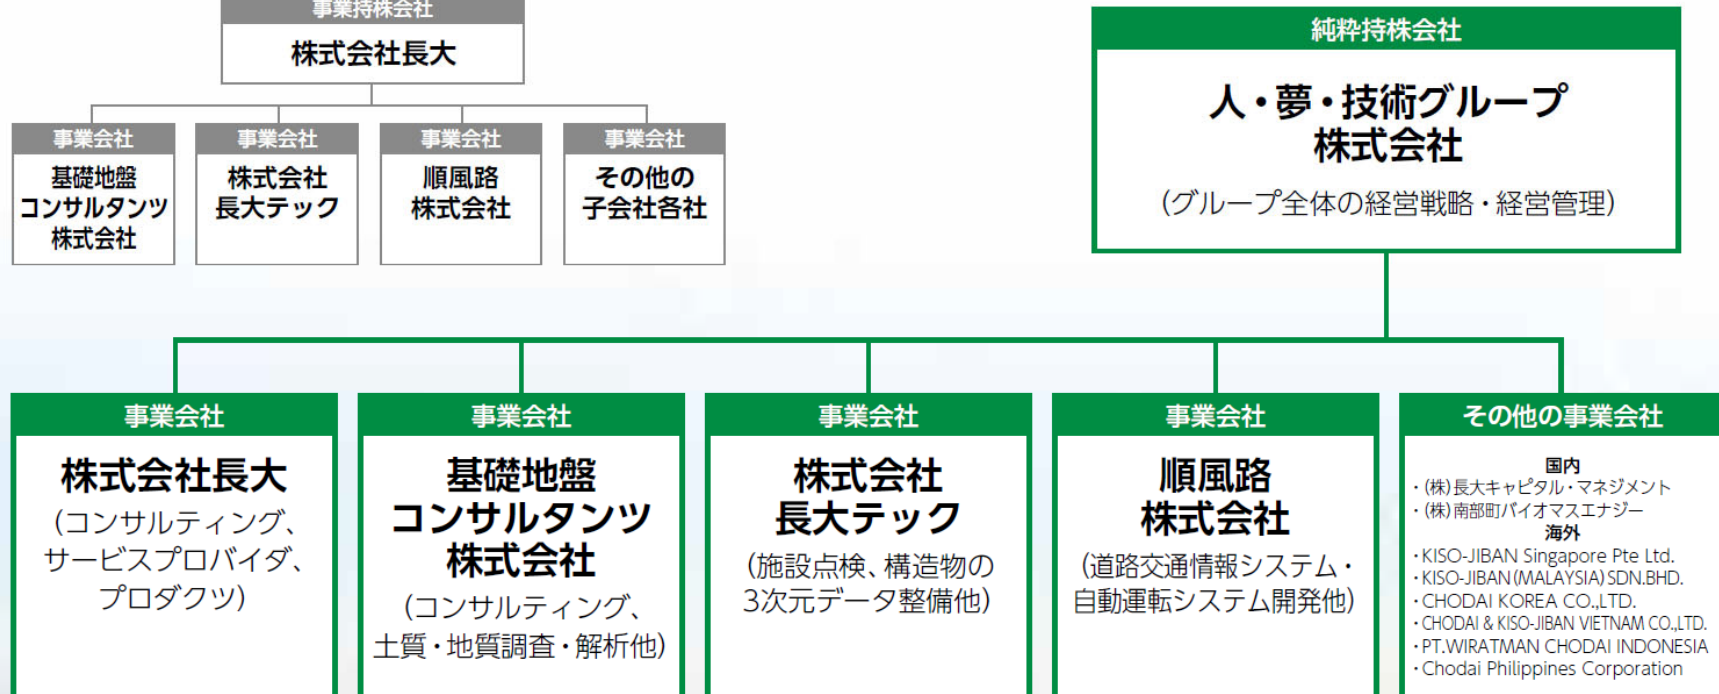 事業持株会社
株式会社長大
事業会社
基礎地盤
コンサルタンツ
株式会社
事業会社
株式会社
長大テック
事業会社
順風路
株式会社
事業会社
その他の
子会社各社
純粋持株会社
人・夢・技術グループ
株式会社
(グループ全体の経営戦略・経営管理)
事業会社
株式会社長大
(コンサルティング、
サービスプロバイダ、
プロダクツ)
事業会社
基礎地盤
コンサルタンツ
株式会社
(コンサルティング、
土質・地質調査・解析他)
事業会社
株式会社
長大テック
(施設点検、構造物の
3次元データ整備他)
事業会社
順風路
株式会社
(道路交通情報システム・
自動運転システム開発他)
その他の事業会社
国内
・(株)長大キャピタル・マネジメント
・(株)南部町バイオマスエナジー
海外
・KISO-JIBAN Singapore Pte Ltd.
・KISO-JIBAN(MALAYSIA)SDN.BHD.
・CHODAI KOREA CO.,LTD.
・CHODAI & KISO-JIBAN VIETNAM CO.,LTD.
・PT.WIRATMAN CHODAI INDONESIA
・Chodai Philippines Corporation